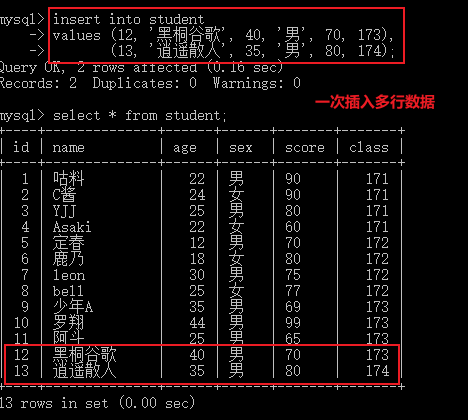 mysql> insert into student
-> values (12, '黑桐谷歌', 40, '男', 70, 173),
-> (13, '逍遥散人', 35, '男', 80, 174);
Query OK, 2 rows affected (0.16 sec)
Records: 2 Duplicates: 0 Warnings: 0
一次插入多行数据
mysql> select * from student;
+----+----------+------+------+-------+-------+
| id | name | age | sex | score | class |
+----+----------+------+------+-------+-------+
| 1 | 咕料 | 22 | 男 | 90 | 171 |
| 2 | C酱 | 24 | 女 | 90 | 171 |
| 3 | YJJ | 25 | 男 | 80 | 171 |
| 4 | Asaki | 22 | 女 | 60 | 171 |
| 5 | 定春 | 12 | 男 | 70 | 172 |
| 6 | 鹿乃 | 18 | 女 | 80 | 172 |
| 7 | leon | 30 | 男 | 75 | 172 |
| 8 | bell | 25 | 女 | 77 | 172 |
| 9 | 少年A | 35 | 男 | 69 | 173 |
| 10 | 罗翔 | 44 | 男 | 99 | 173 |
| 11 | 阿斗 | 25 | 男 | 65 | 173 |
| 12 | 黑桐谷歌 | 40 | 男 | 70 | 173 |
| 13 | 逍遥散人 | 35 | 男 | 80 | 174 |
+----+----------+------+------+-------+-------+
13 rows in set (0.00 sec)